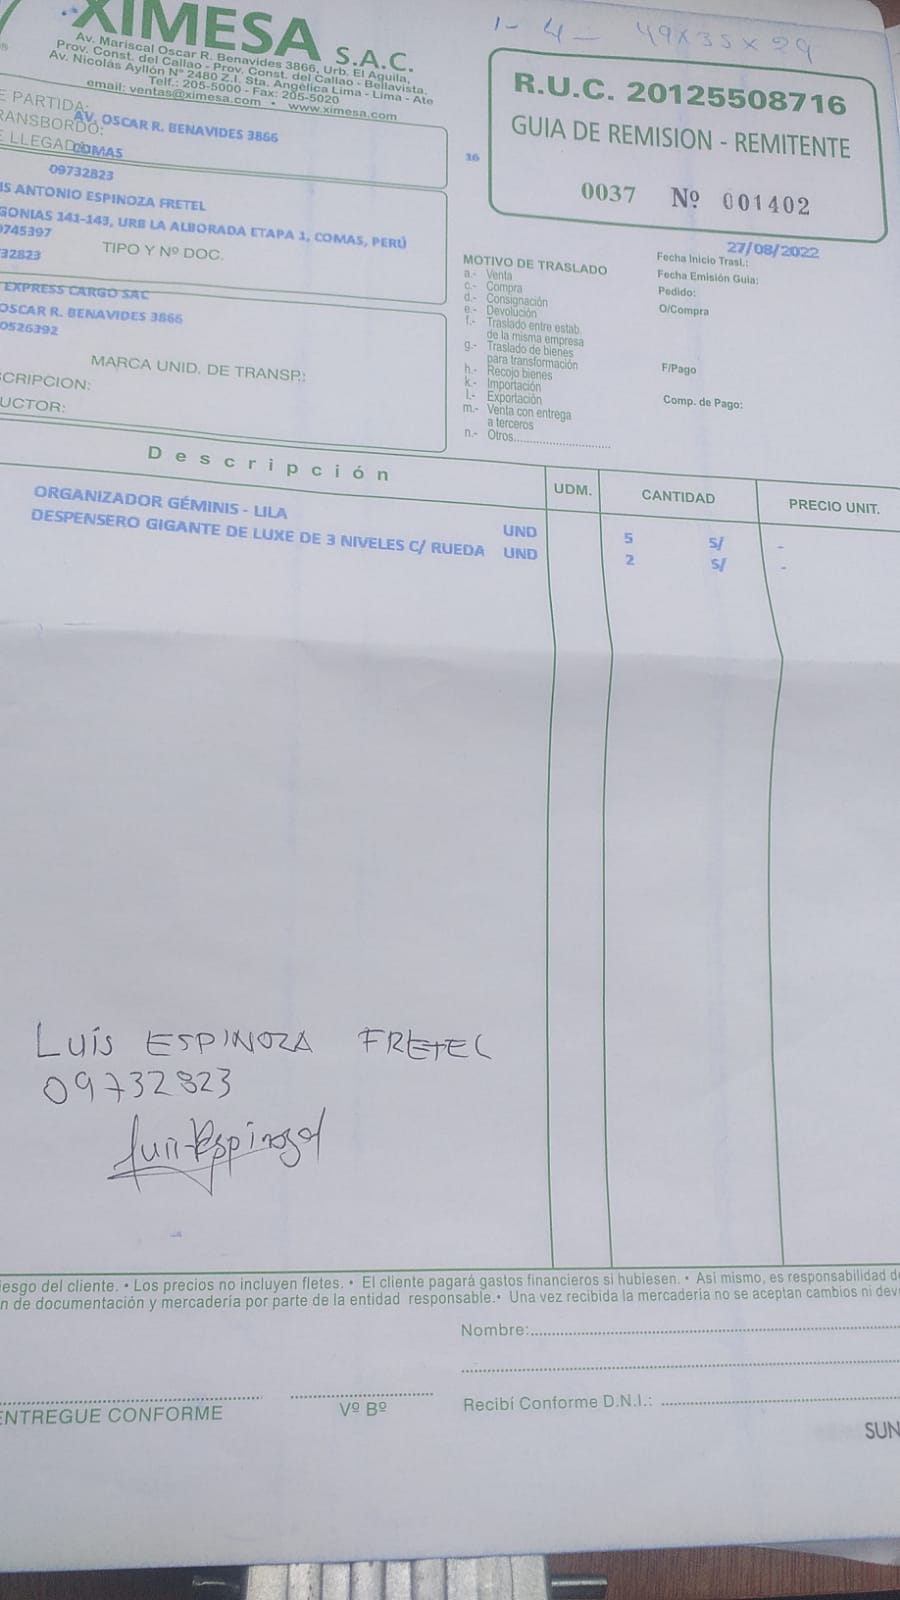 XIMESA S.A.C.
Av. Mariscal Oscar R. Benavides 3866, Urb. El Aguila,
Prov. Const. del Callao - Prov. Const. del Callao - Bellavista,
Av. Nicolás Ayllón Nº 2480 Z.I. Sta. Angélica Lima - Lima - Ate
Telf.: 205-5000 - Fax: 205-5020
email: ventas@ximesa.com • www.ximesa.com
1- 4 - 49x35x29
R.U.C. 20125508716
GUIA DE REMISION - REMITENTE
0037 Nº 001402
E PARTIDA:
AV. OSCAR R. BENAVIDES 3866
RANSBORDO:
E LLEGADA:
COMAS
09732823
36
IS ANTONIO ESPINOZA FRETEL
GONIAS 141-143, URB LA ALBORADA ETAPA 1, COMAS, PERÚ
0745397
TIPO Y Nº DOC.
732823
EXPRESS CARGO SAC
OSCAR R. BENAVIDES 3866
0526392
MARCA UNID. DE TRANSP.:
SCRIPCION:
UCTOR:
27/08/2022
MOTIVO DE TRASLADO
a.- Venta
c.- Compra
d.- Consignación
e.- Devolución
f.- Traslado entre estab.
de la misma empresa
g.- Traslado de bienes
para transformación
h.- Recojo bienes
k.- Importación
l.- Exportación
m.- Venta con entrega
a terceros
n.- Otros
Fecha Inicio Trasl.:
Fecha Emisión Guia:
Pedido:
O/Compra
F/Pago
Comp. de Pago:
Descripción UDM. CANTIDAD PRECIO UNIT.
ORGANIZADOR GÉMINIS - LILA UND 5 S/ -
DESPENSERO GIGANTE DE LUXE DE 3 NIVELES C/ RUEDA UND 2 S/ -
Luis ESPINOZA FRETEL
09732823
Luis Espinoza
iesgo del cliente. • Los precios no incluyen fletes. • El cliente pagará gastos financieros si hubiesen. • Asi mismo, es responsabilidad de
n de documentación y mercadería por parte de la entidad responsable.• Una vez recibida la mercaderia no se aceptan cambios ni dev
Nombre:
ENTREGUE CONFORME
Vº Bº
Recibí Conforme D.N.I.:
SUN